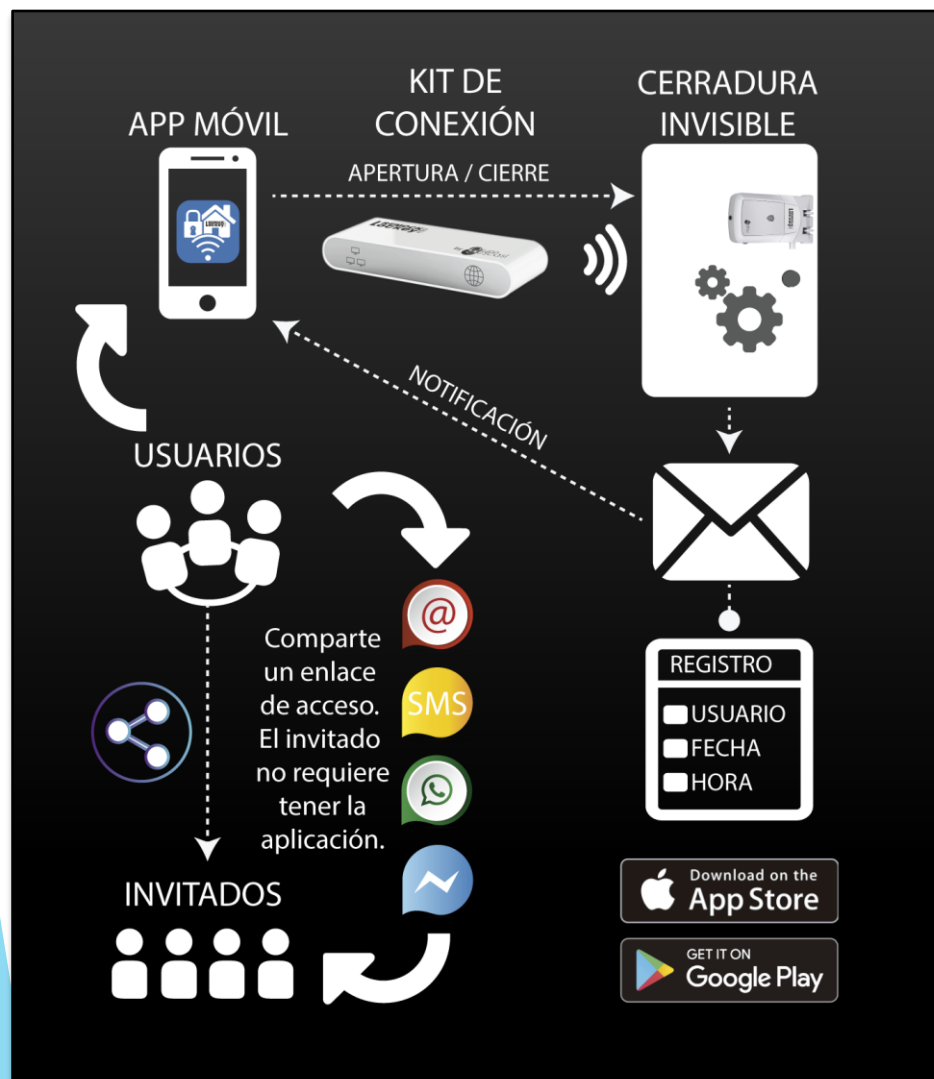 APP MÓVIL
KIT DE
CONEXIÓN
CERRADURA
INVISIBLE
APERTURA / CIERRE
NOTIFICACIÓN
USUARIOS
@
SMS
Comparte
un enlace
de acceso.
El invitado
no requiere
tener la
aplicación.
INVITADOS
REGISTRO
USUARIO
FECHA
HORA
Download on the
App Store
GET IT ON
Google Play